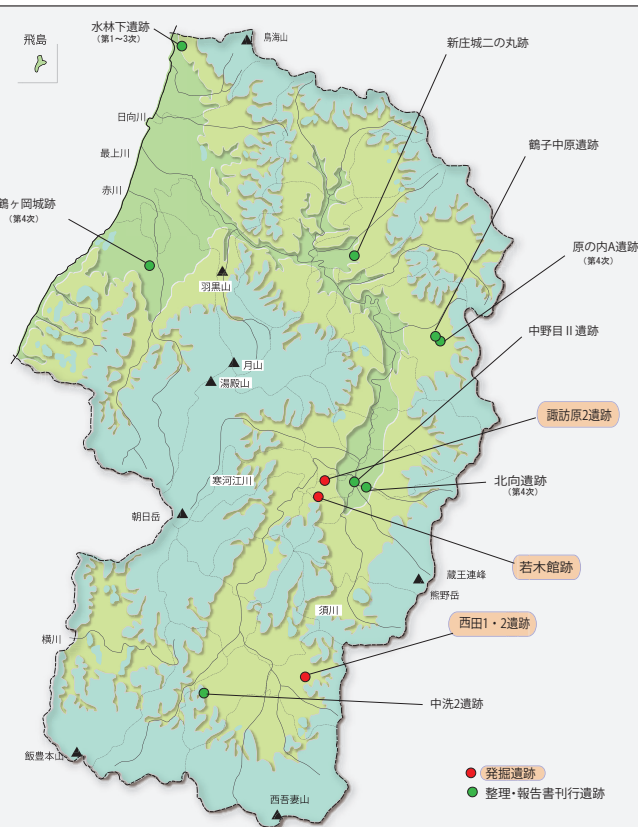 水林下遺跡
(第1~3次)
鳥海山
新庄城二の丸跡
飛島
日向川
最上川
鶴子中原遺跡
赤川
鶴ヶ岡城跡
(第4次)
原の内A遺跡
(第4次)
羽黒山
中野目Ⅱ遺跡
月山
湯殿山
諏訪原2遺跡
寒河江川
北向遺跡
(第4次)
朝日岳
若木館跡
蔵王連峰
熊野岳
須川
西田1・2遺跡
横川
中洗2遺跡
飯豊本山
発掘遺跡
整理・報告書刊行遺跡
西吾妻山